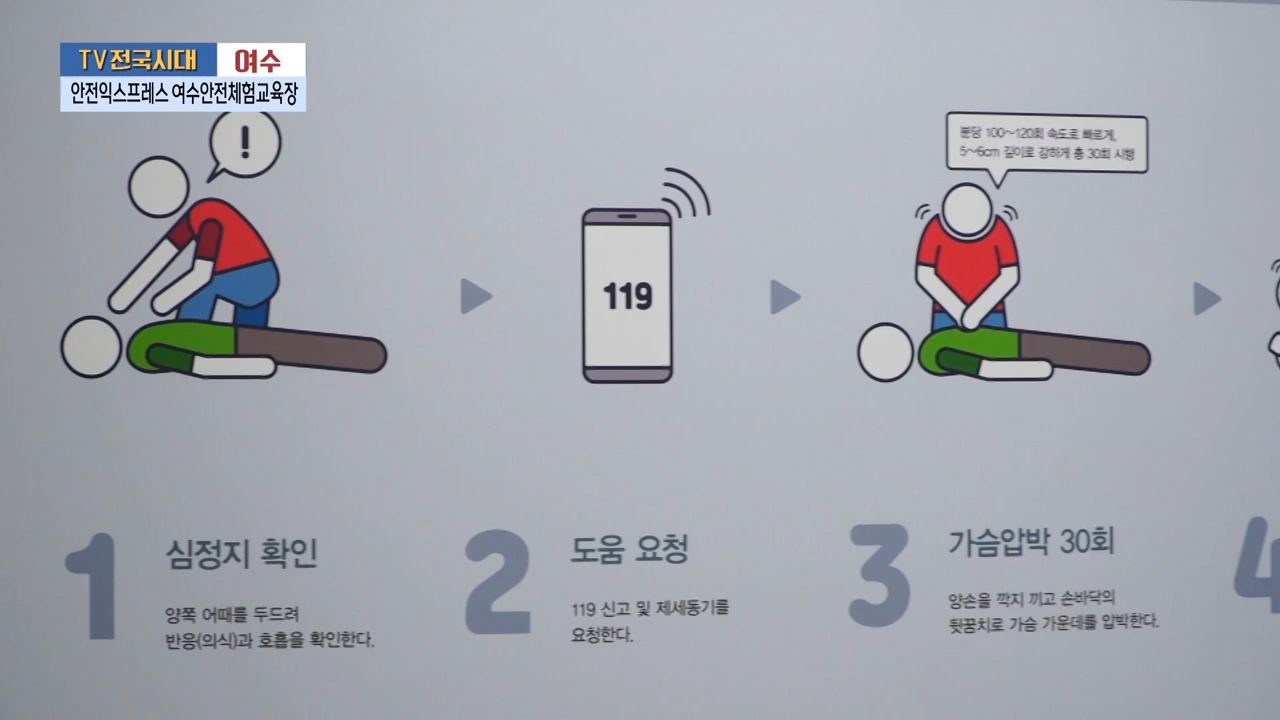 TV전국시대 여수
안전익스프레스 여수안전체험교육장
!
분당 100~120회 속도로 빠르게,
5~6cm 깊이로 강하게 총 30회 시행
119
1
심정지 확인
양쪽 어깨를 두드려
반응(의식)과 호흡을 확인한다.
2
도움 요청
119 신고 및 제세동기를
요청한다.
3
가슴압박 30회
양손을 깍지 끼고 손바닥의
뒷꿈치로 가슴 가운데를 압박한다.
4